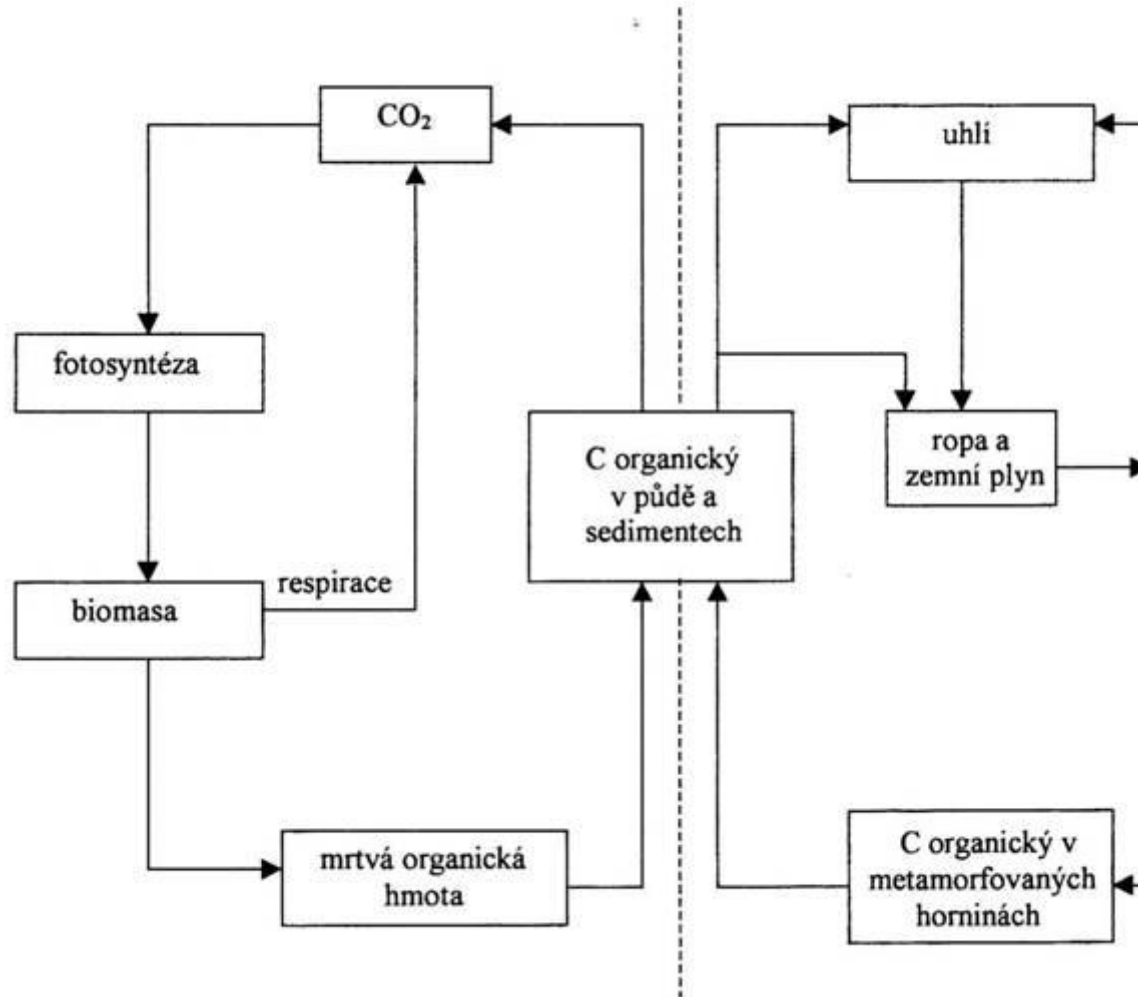 CO₂
uhlí
fotosyntéza
C organický
v půdě a
sedimentech
ropa a
zemní plyn
respirace
biomasa
mrtvá organická
hmota
C organický v
metamorfovaných
horninách